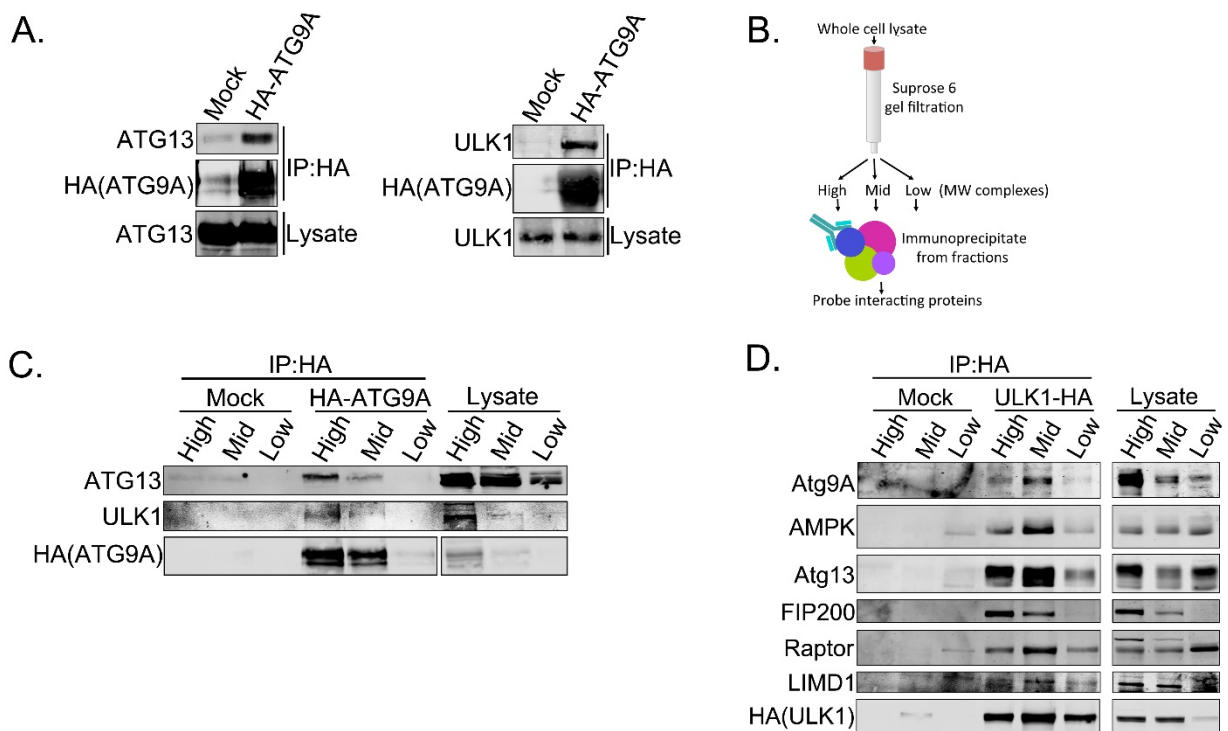 A.
Mock
HA-ATG9A
ATG13
HA(ATG9A)
IP:HA
ATG13
Lysate
Mock
HA-ATG9A
ULK1
HA(ATG9A)
IP:HA
ULK1
Lysate
B.
Whole cell lysate
Suprose 6
gel filtration
High Mid Low (MW complexes)
Immunoprecipitate
from fractions
Probe interacting proteins
C.
IP:HA
Mock HA-ATG9A Lysate
High Mid Low High Mid Low High Mid Low
ATG13
ULK1
HA(ATG9A)
D.
IP:HA
Mock ULK1-HA Lysate
High Mid Low High Mid Low High Mid Low
Atg9A
AMPK
Atg13
FIP200
Raptor
LIMD1
HA(ULK1)